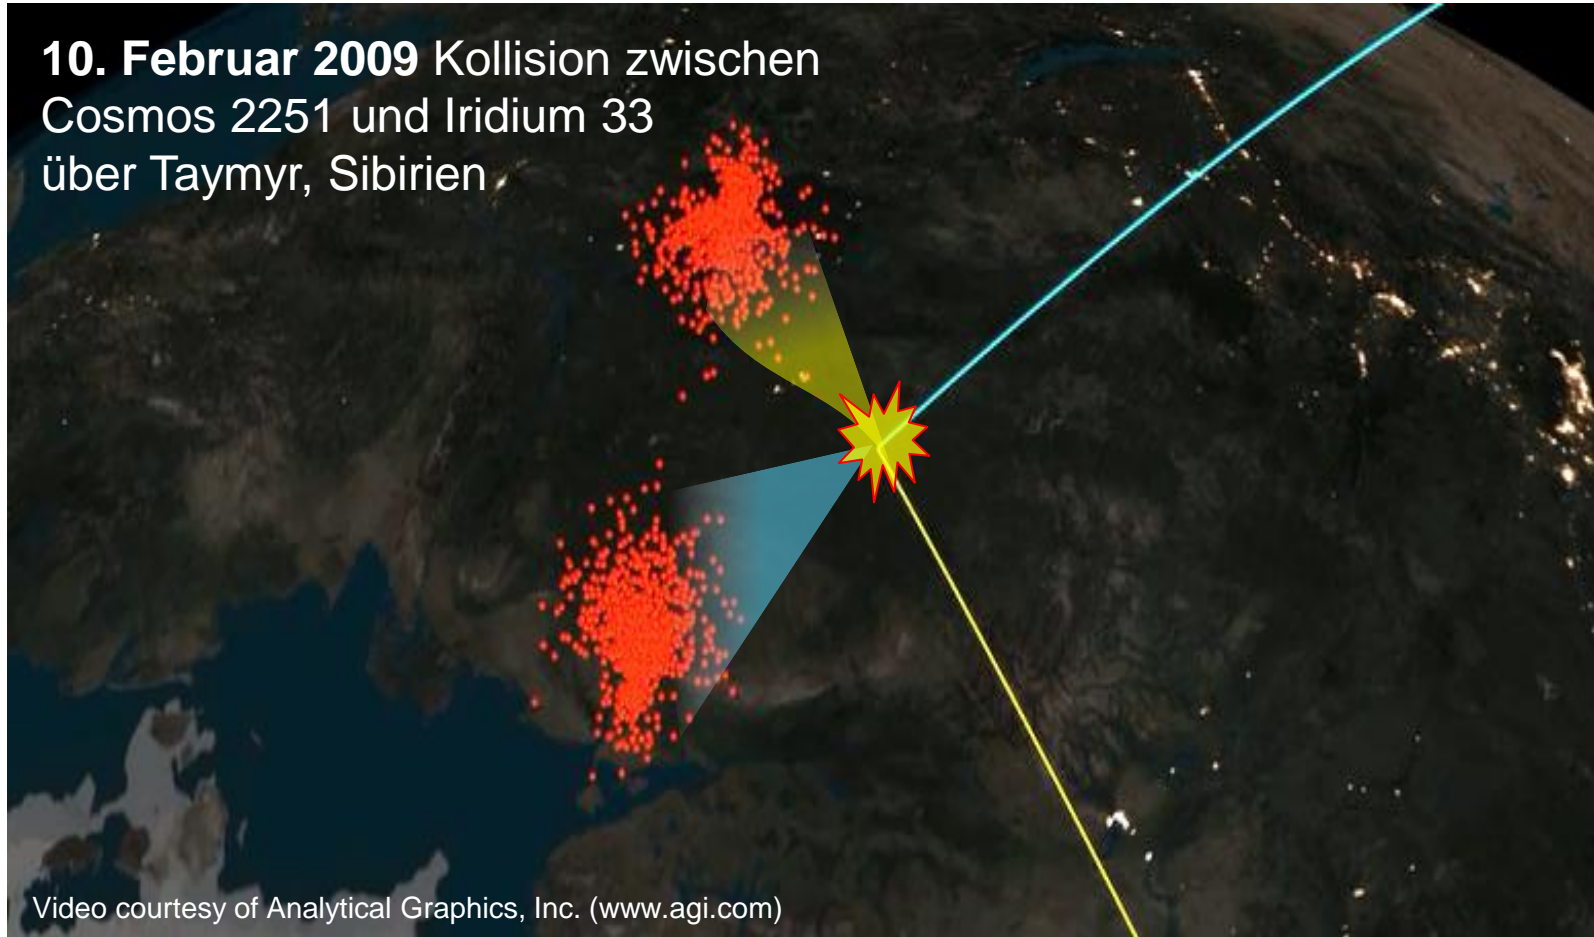 10. Februar 2009 Kollision zwischen
Cosmos 2251 und Iridium 33
über Taymyr, Sibirien
Video courtesy of Analytical Graphics, Inc. (www.agi.com)